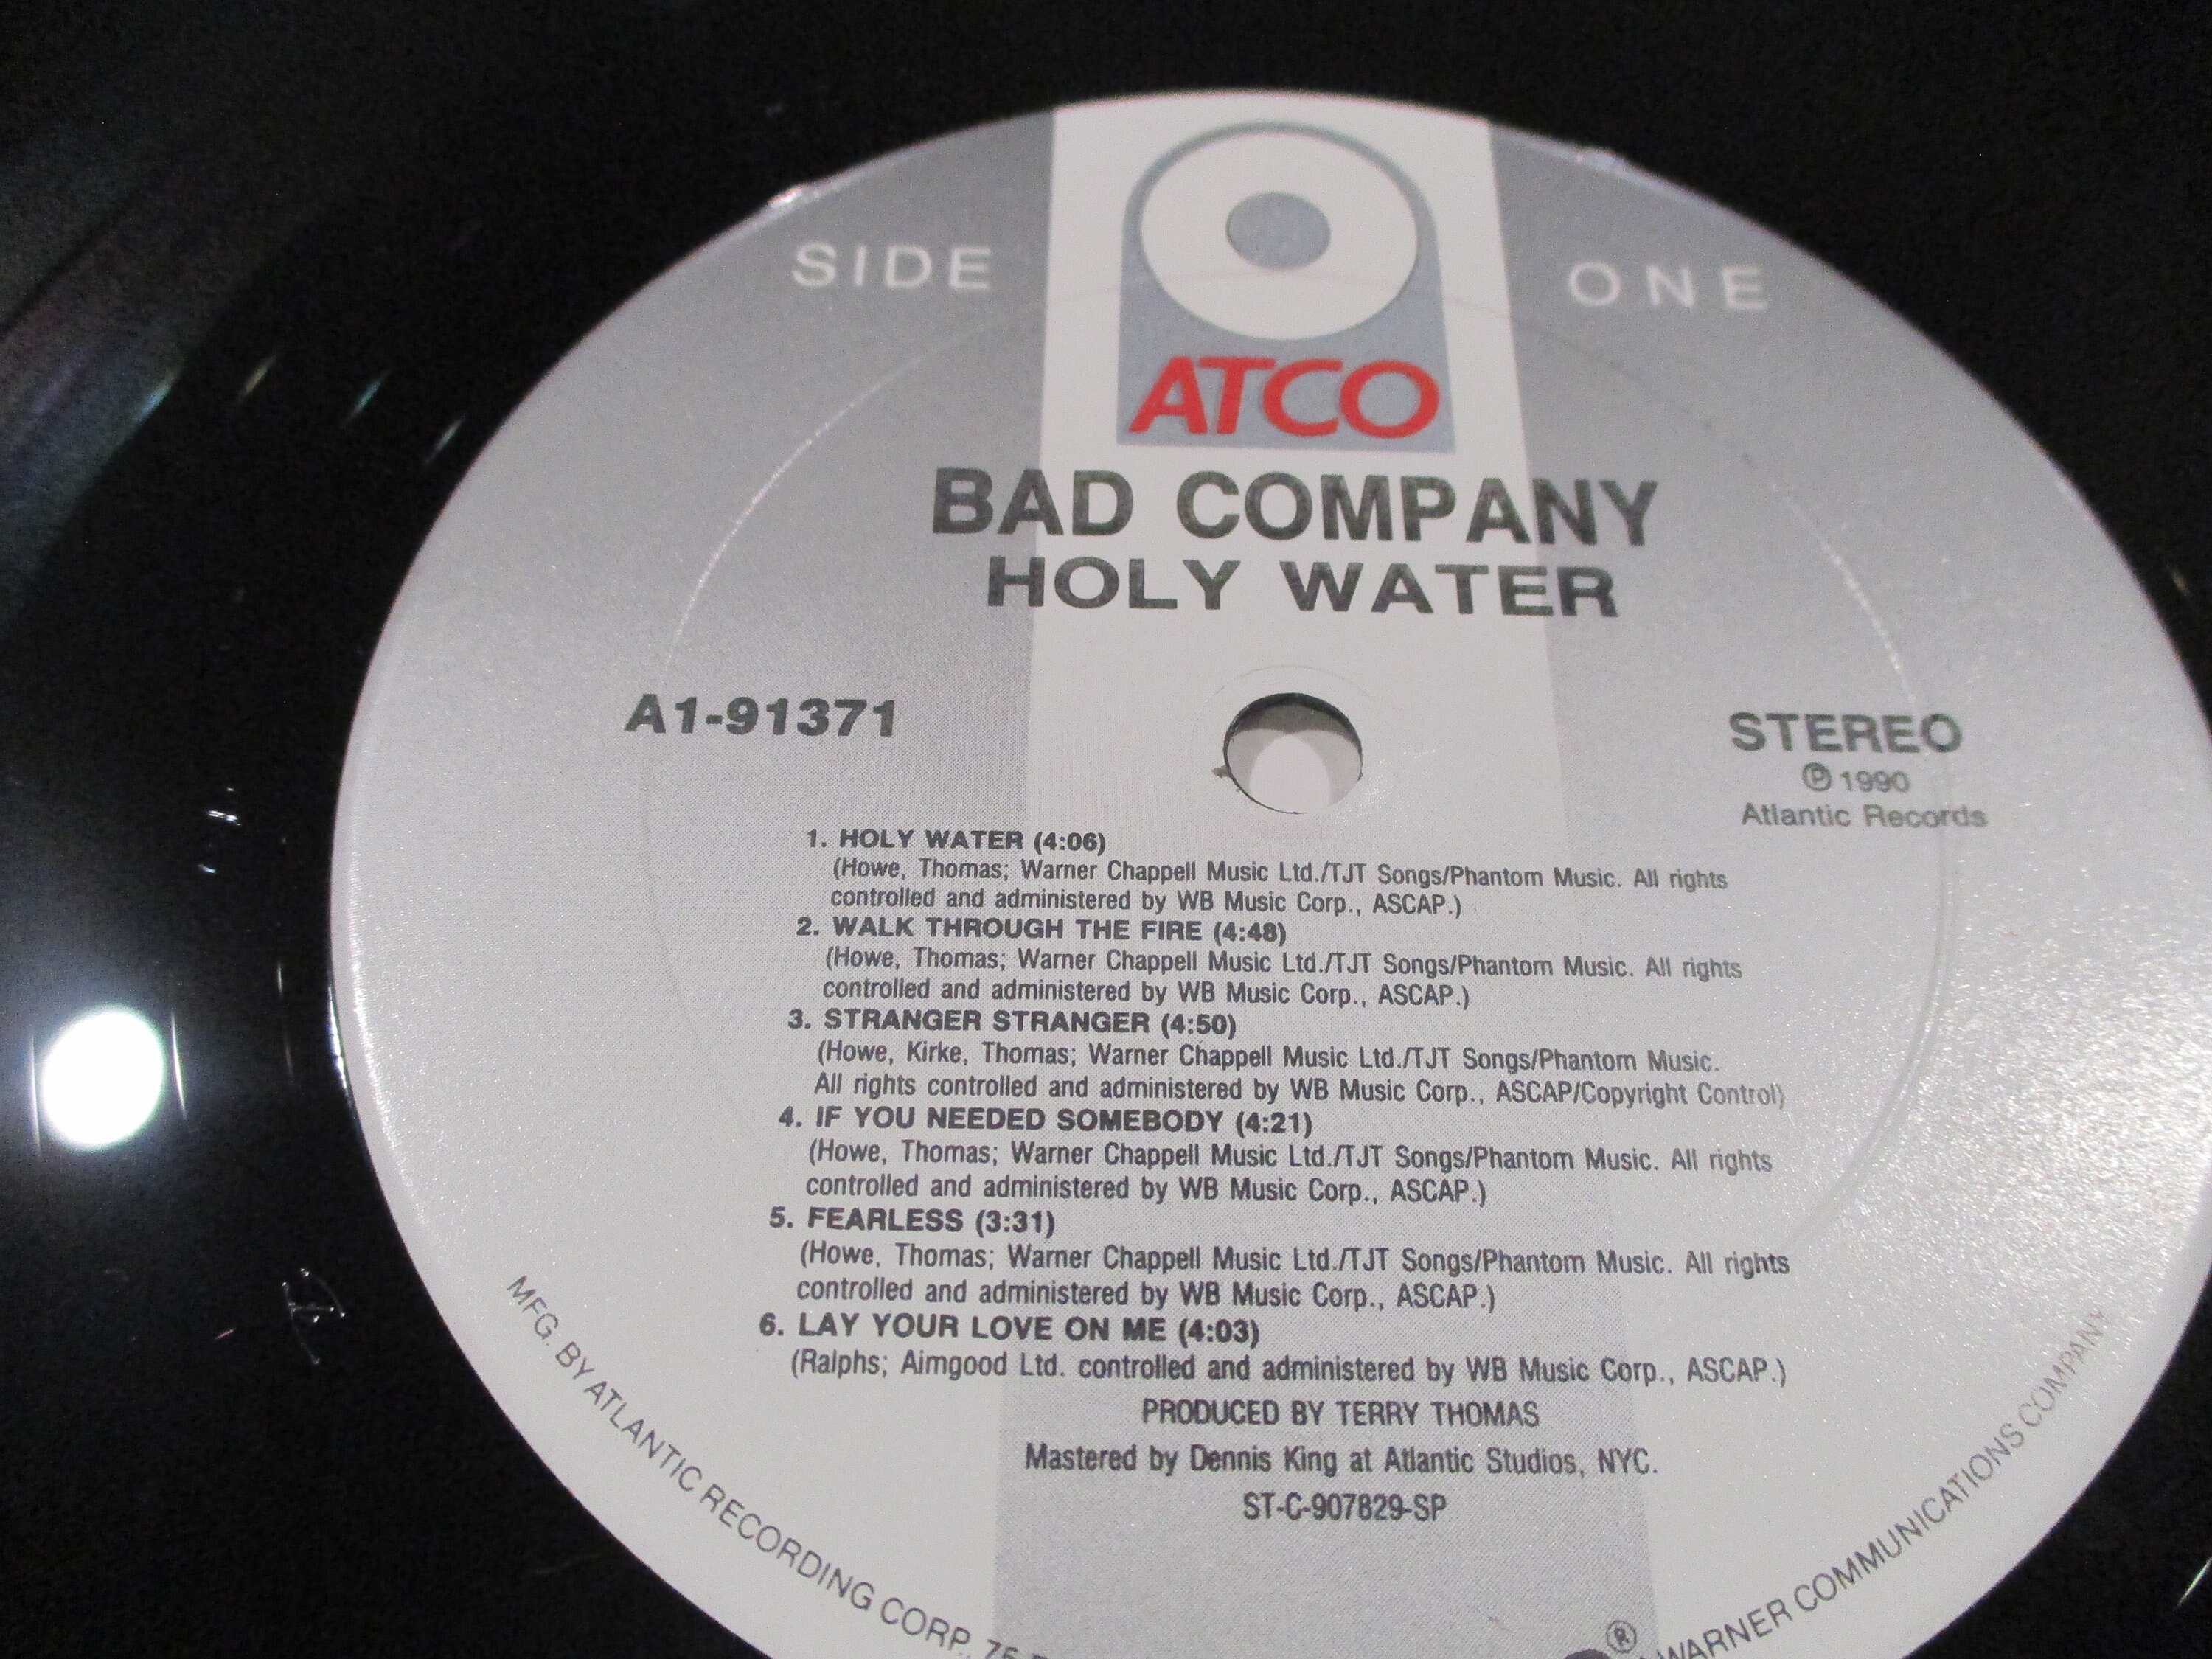 SIDE ONE
ATCO
BAD COMPANY
HOLY WATER
A1-91371
STEREO
Ⓟ 1990
Atlantic Records
1. HOLY WATER (4:06)
(Howe, Thomas; Warner Chappell Music Ltd./TJT Songs/Phantom Music. All rights
controlled and administered by WB Music Corp., ASCAP.)
2. WALK THROUGH THE FIRE (4:48)
(Howe, Thomas; Warner Chappell Music Ltd./TJT Songs/Phantom Music. All rights
controlled and administered by WB Music Corp., ASCAP.)
3. STRANGER STRANGER (4:50)
(Howe, Kirke, Thomas; Warner Chappell Music Ltd./TJT Songs/Phantom Music.
All rights controlled and administered by WB Music Corp., ASCAP/Copyright Control)
4. IF YOU NEEDED SOMEBODY (4:21)
(Howe, Thomas; Warner Chappell Music Ltd./TJT Songs/Phantom Music. All rights
controlled and administered by WB Music Corp., ASCAP.)
5. FEARLESS (3:31)
(Howe, Thomas; Warner Chappell Music Ltd./TJT Songs/Phantom Music. All rights
controlled and administered by WB Music Corp., ASCAP.)
6. LAY YOUR LOVE ON ME (4:03)
(Ralphs; Aimgood Ltd. controlled and administered by WB Music Corp., ASCAP.)
PRODUCED BY TERRY THOMAS
Mastered by Dennis King at Atlantic Studios, NYC.
ST-C-907829-SP
MFG. BY ATLANTIC RECORDING CORP., 75
® WARNER COMMUNICATIONS COMPANY